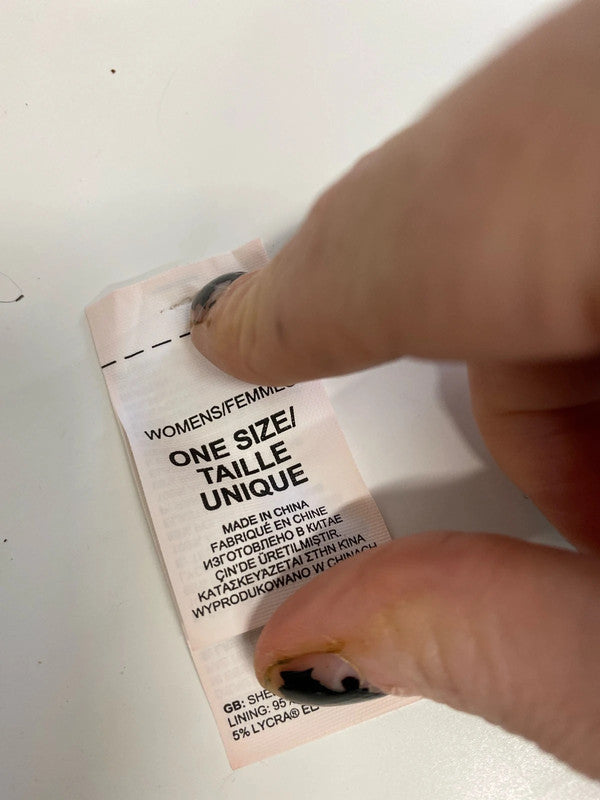 WOMENS/FEMMES
ONE SIZE/
TAILLE
UNIQUE
MADE IN CHINA
FABRIQUÉ EN CHINE
ИЗГОТОВЛЕНО В КИТАЕ
ÇİN'DE ÜRETİLMİŞTİR.
ΚΑΤΑΣΚΕΥΑΖΕΤΑΙ ΣΤΗΝ ΚΙΝΑ
WYPRODUKOWANO W CHINACH
GB:
LINING: 95
5% LYCRA®